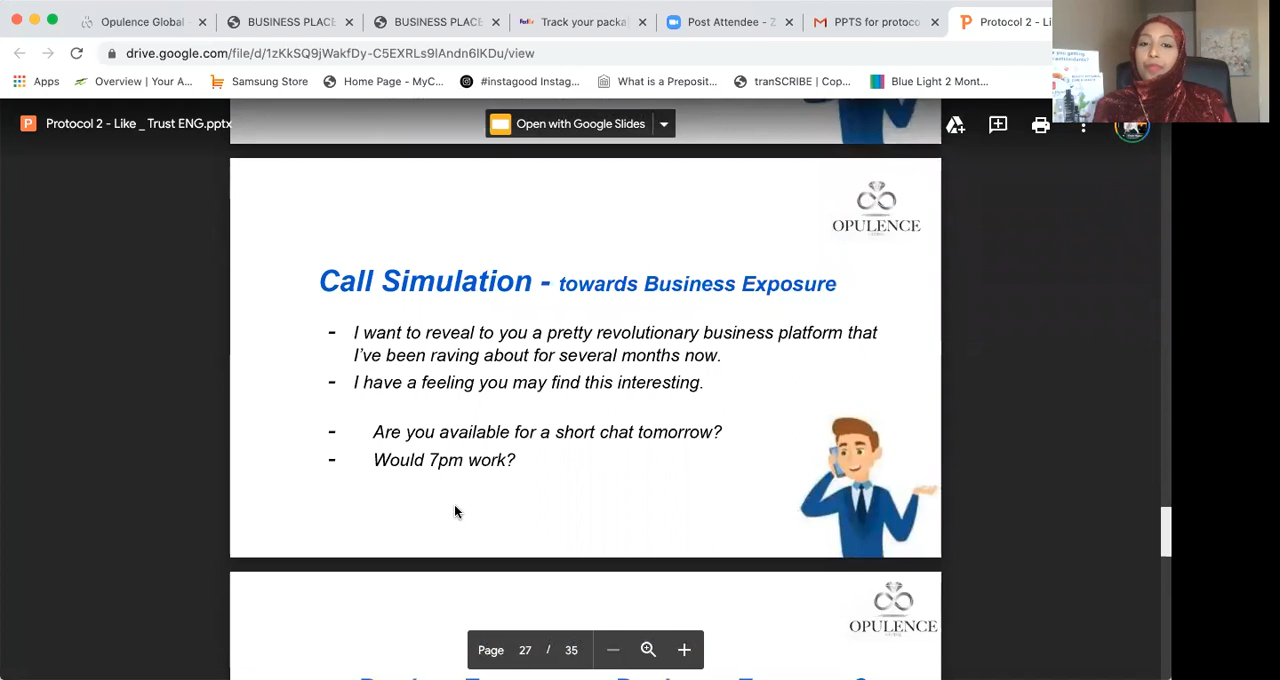 Opulence Global -
BUSINESS PLACE
BUSINESS PLACE
FedEx
Track your packa
Post Attendee - Z
PPTS for protoco
Protocol 2 - Li
drive.google.com/file/d/1zKkSQ9jWakfDy-C5EXRLs9lAndn6lKDu/view
Apps
Overview | Your A...
Samsung Store
Home Page - MyC...
#instagood Instag...
What is a Preposit...
tranSCRIBE | Cop...
Blue Light 2 Mont...
P
Protocol 2 - Like _ Trust ENG.pptx
Open with Google Slides
OPULENCE
Call Simulation - towards Business Exposure
- I want to reveal to you a pretty revolutionary business platform that
I've been raving about for several months now.
- I have a feeling you may find this interesting.
- Are you available for a short chat tomorrow?
- Would 7pm work?
OPULENCE
Page 27 / 35